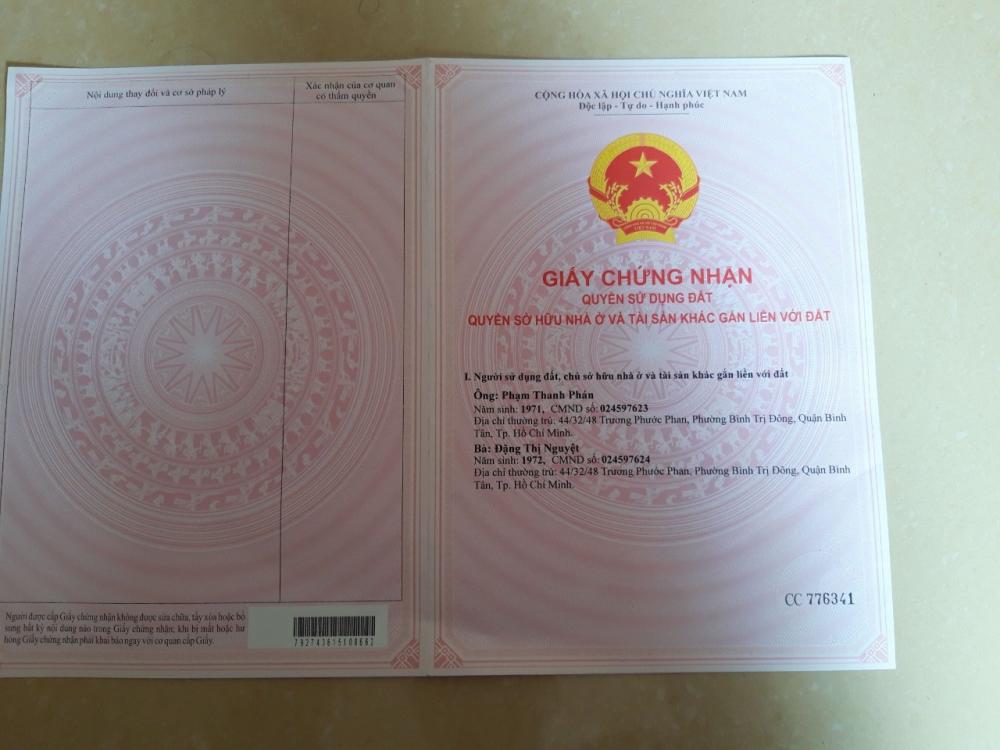 Nội dung thay đổi và cơ sở pháp lý
Xác nhận của cơ quan
có thẩm quyền
Người được cấp Giấy chứng nhận không được sửa chữa, tẩy xóa hoặc bổ
sung bất kỳ nội dung nào trong Giấy chứng nhận; khi bị mất hoặc hư
hỏng Giấy chứng nhận phải khai báo ngay với cơ quan cấp Giấy.
792743615108662
CỘNG HÒA XÃ HỘI CHỦ NGHĨA VIỆT NAM
Độc lập - Tự do - Hạnh phúc
VIỆT NAM
GIẤY CHỨNG NHẬN
QUYỀN SỬ DỤNG ĐẤT
QUYỀN SỞ HỮU NHÀ Ở VÀ TÀI SẢN KHÁC GẮN LIỀN VỚI ĐẤT
I. Người sử dụng đất, chủ sở hữu nhà ở và tài sản khác gắn liền với đất
Ông: Phạm Thanh Phán
Năm sinh: 1971, CMND số: 024597623
Địa chỉ thường trú: 44/32/48 Trương Phước Phan, Phường Bình Trị Đông, Quận Bình
Tân, Tp. Hồ Chí Minh.
Bà: Đặng Thị Nguyệt
Năm sinh: 1972, CMND số: 024597624
Địa chỉ thường trú: 44/32/48 Trương Phước Phan, Phường Bình Trị Đông, Quận Bình
Tân, Tp. Hồ Chí Minh.
CC 776341